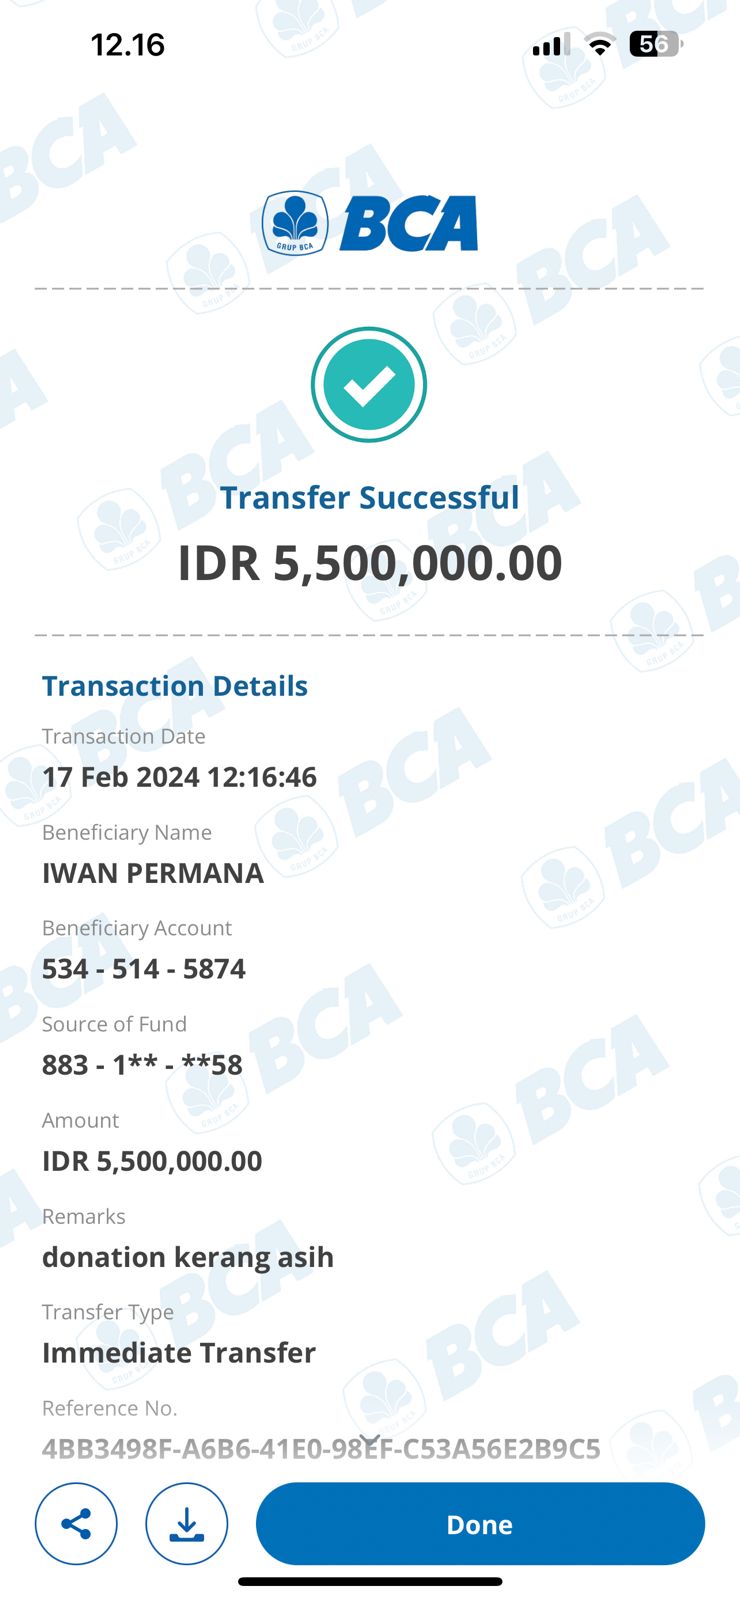 12.16
56
GRUP BCA
BCA
Transfer Successful
IDR 5,500,000.00
Transaction Details
Transaction Date
17 Feb 2024 12:16:46
Beneficiary Name
IWAN PERMANA
Beneficiary Account
534 - 514 - 5874
Source of Fund
883 - 1** - **58
Amount
IDR 5,500,000.00
Remarks
donation kerang asih
Transfer Type
Immediate Transfer
Reference No.
4BB3498F-A6B6-41E0-98EF-C53A56E2B9C5
Done